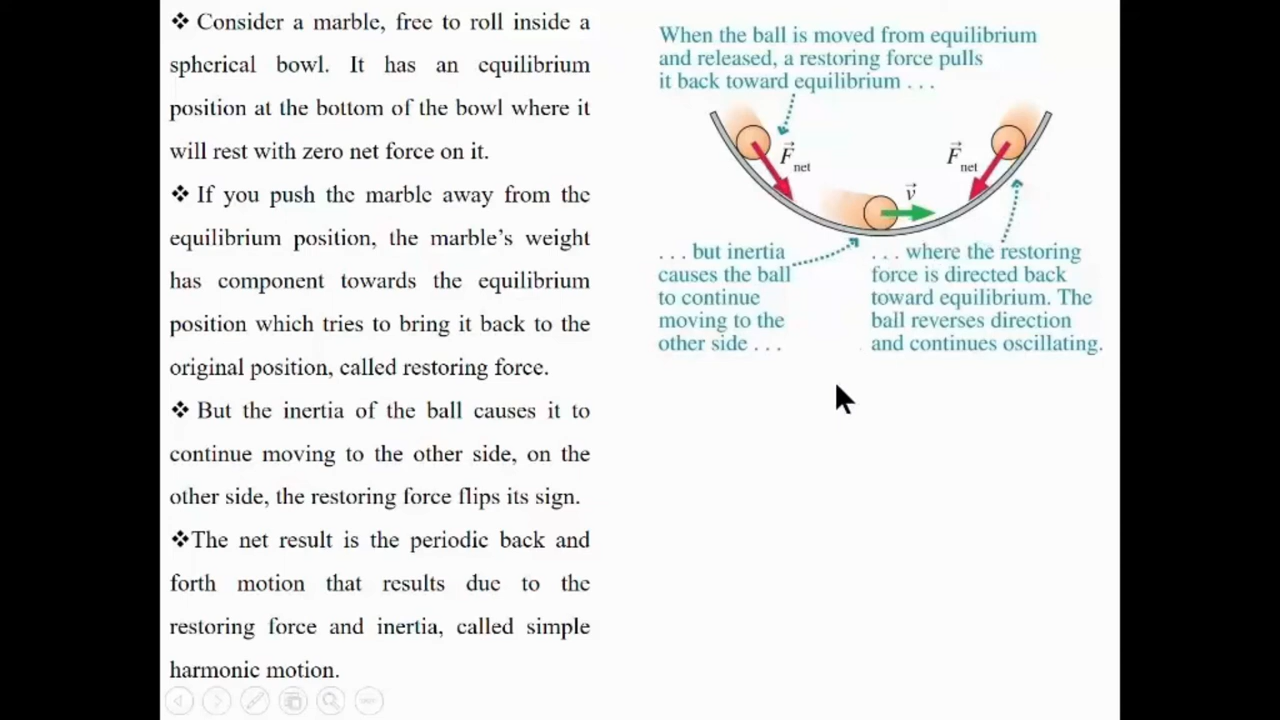 ❖ Consider a marble, free to roll inside a
spherical bowl. It has an equilibrium
position at the bottom of the bowl where it
will rest with zero net force on it.
❖ If you push the marble away from the
equilibrium position, the marble's weight
has component towards the equilibrium
position which tries to bring it back to the
original position, called restoring force.
❖ But the inertia of the ball causes it to
continue moving to the other side, on the
other side, the restoring force flips its sign.
❖The net result is the periodic back and
forth motion that results due to the
restoring force and inertia, called simple
harmonic motion.
When the ball is moved from equilibrium
and released, a restoring force pulls
it back toward equilibrium . . .
F⃗net
F⃗net
v⃗
. . . but inertia
causes the ball
to continue
moving to the
other side . . .
. . . where the restoring
force is directed back
toward equilibrium. The
ball reverses direction
and continues oscillating.